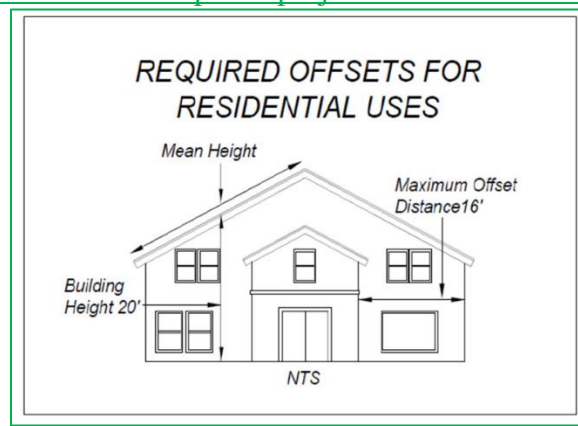 REQUIRED OFFSETS FOR
RESIDENTIAL USES
Mean Height
Maximum Offset
Distance16'
Building
Height 20'
NTS